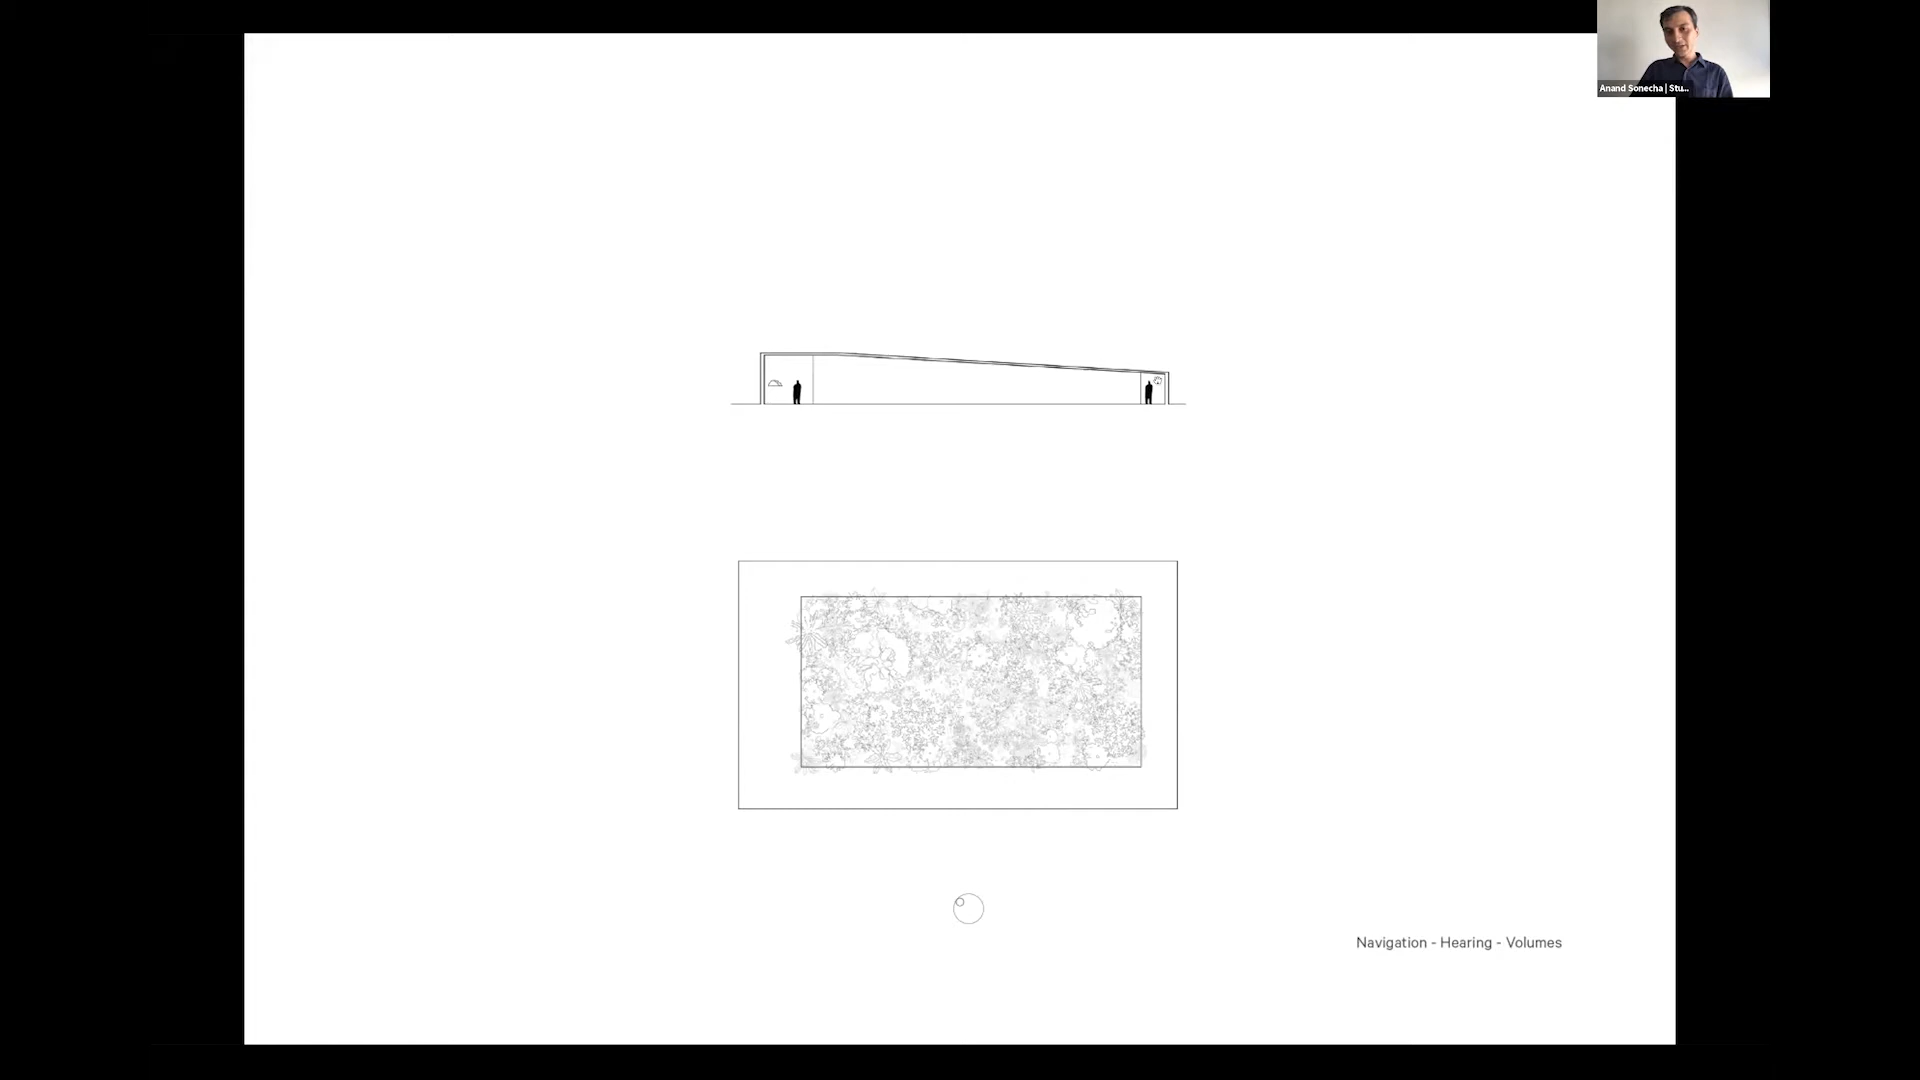 Anand Sonecha | Stu...
Navigation - Hearing - Volumes